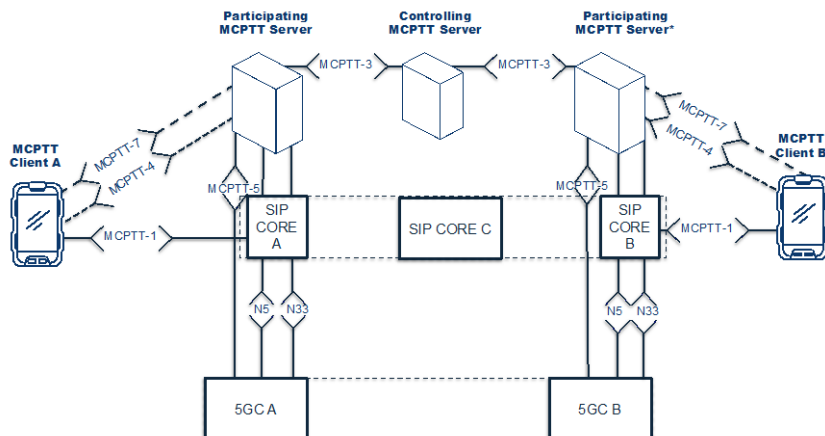 Participating
MCPTT Server
Controlling
MCPTT Server
Participating
MCPTT Server*
MCPTT-3
MCPTT-3
MCPTT
Client A
MCPTT-7
MCPTT-4
MCPTT-7
MCPTT-4
MCPTT
Client B
MCPTT-5
MCPTT-5
SIP
CORE
A
SIP CORE C
SIP
CORE
B
MCPTT-1
MCPTT-1
N5
N33
N5
N33
5GC A
5GC B